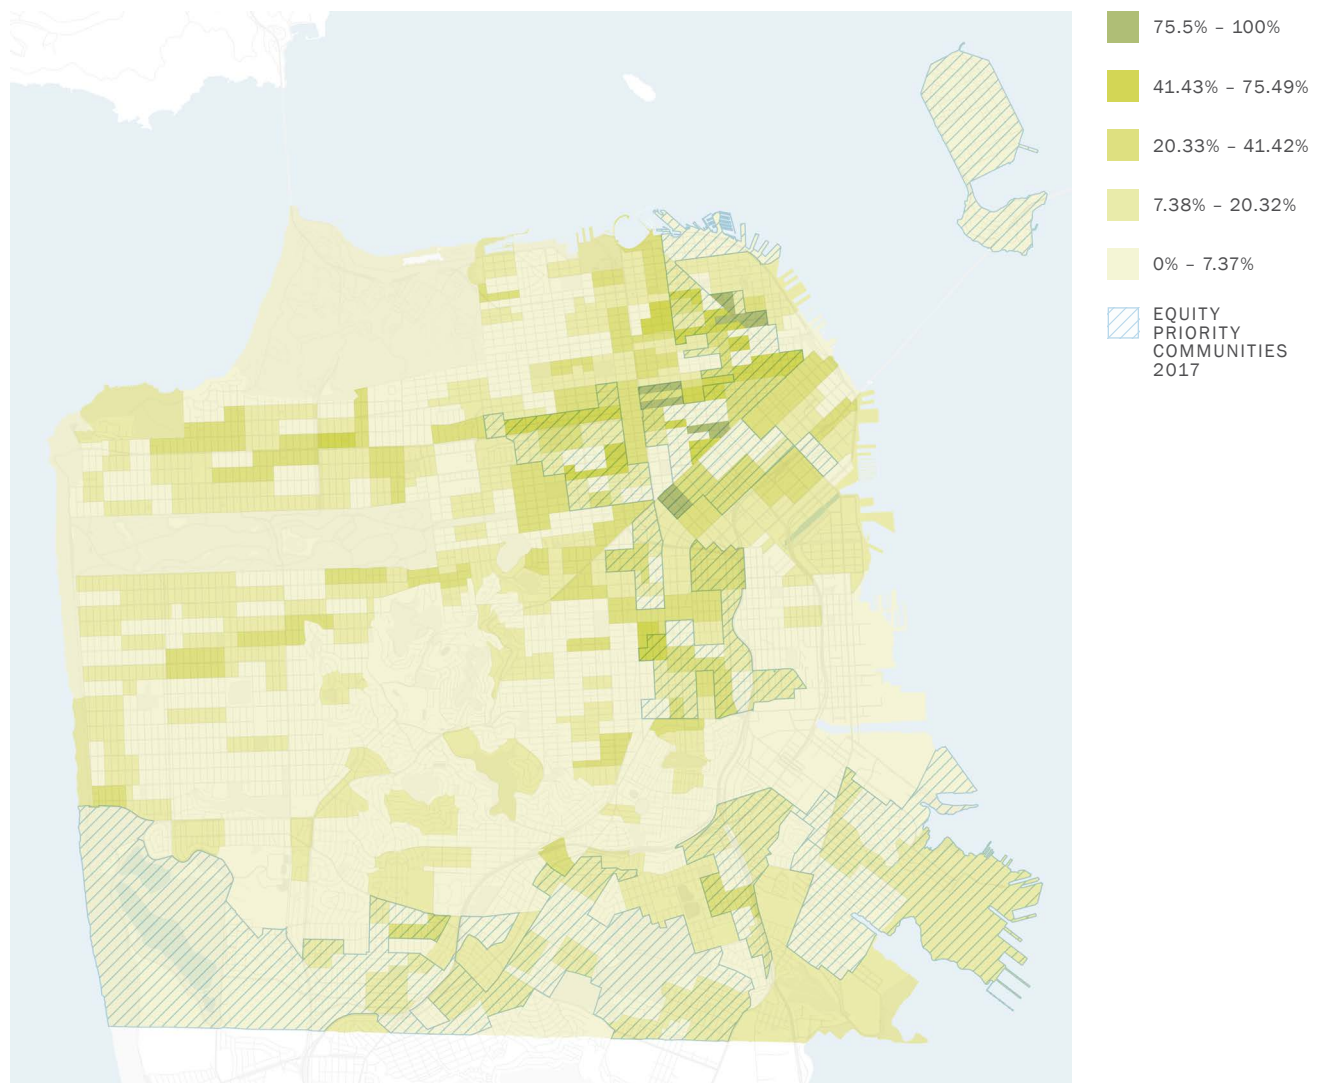 75.5% – 100%
41.43% – 75.49%
20.33% – 41.42%
7.38% – 20.32%
0% – 7.37%
EQUITY
PRIORITY
COMMUNITIES
2017